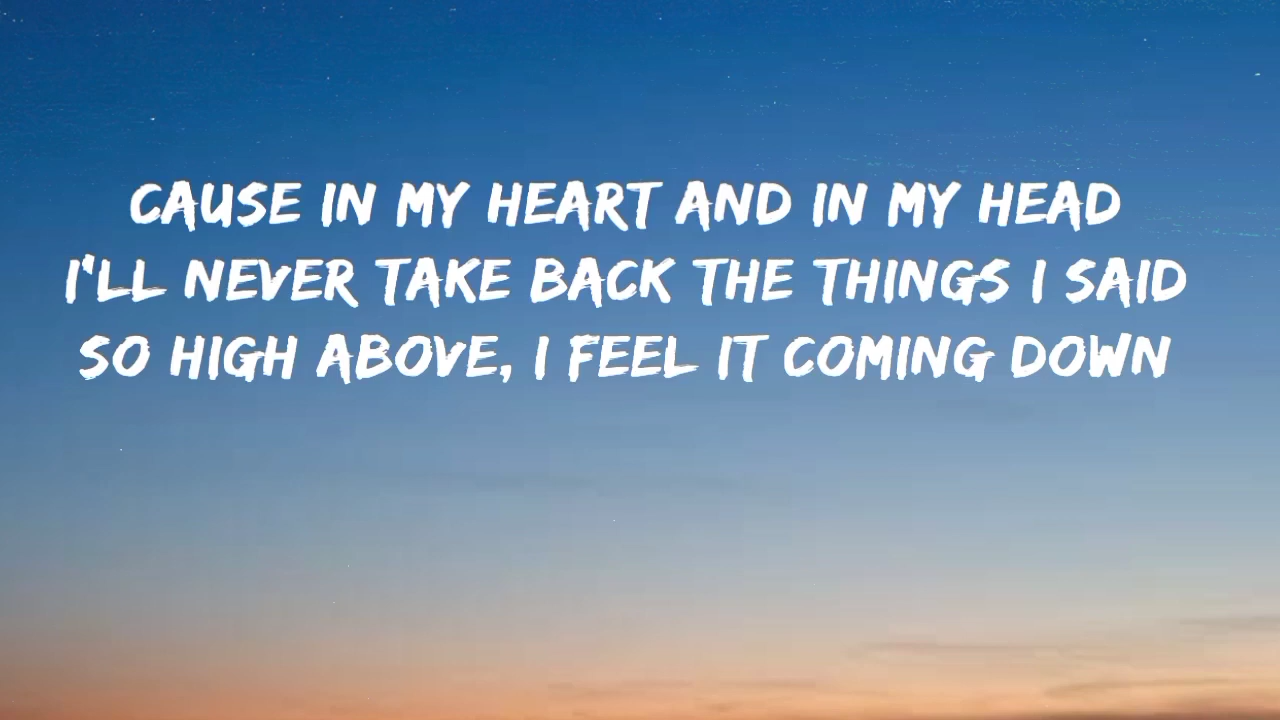 CAUSE IN MY HEART AND IN MY HEAD
I'LL NEVER TAKE BACK THE THINGS I SAID
SO HIGH ABOVE, I FEEL IT COMING DOWN